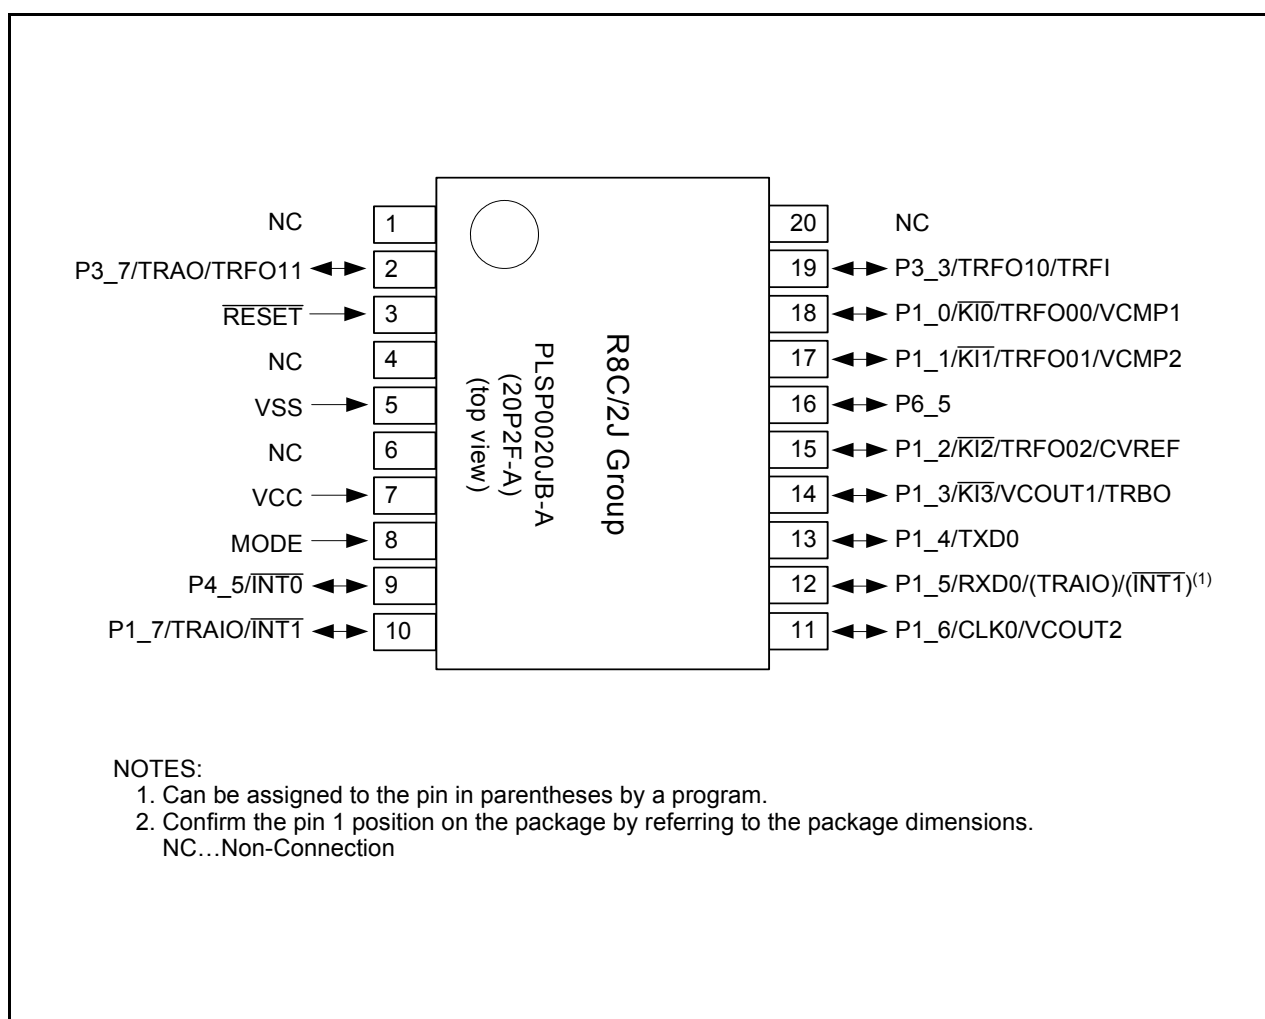 NC 1
P3_7/TRAO/TRFO11 2
RESET 3
NC 4
VSS 5
NC 6
VCC 7
MODE 8
P4_5/INT0 9
P1_7/TRAIO/INT1 10
R8C/2J Group
PLSP0020JB-A
(20P2F-A)
(top view)
20 NC
19 P3_3/TRFO10/TRFI
18 P1_0/KI0/TRFO00/VCMP1
17 P1_1/KI1/TRFO01/VCMP2
16 P6_5
15 P1_2/KI2/TRFO02/CVREF
14 P1_3/KI3/VCOUT1/TRBO
13 P1_4/TXD0
12 P1_5/RXD0/(TRAIO)/(INT1)(1)
11 P1_6/CLK0/VCOUT2
NOTES:
1. Can be assigned to the pin in parentheses by a program.
2. Confirm the pin 1 position on the package by referring to the package dimensions.
NC…Non-Connection